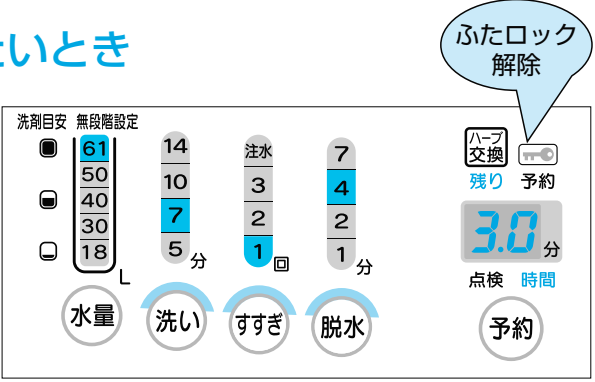 たいとき
ふたロック
解除
洗剤目安 無段階設定
61
50
40
30
18
L
水量
14
10
7
5
分
洗い
注水
3
2
1
回
すすぎ
7
4
2
1
分
脱水
ハーブ
交換
残り 予約
3.0
分
点検 時間
予約